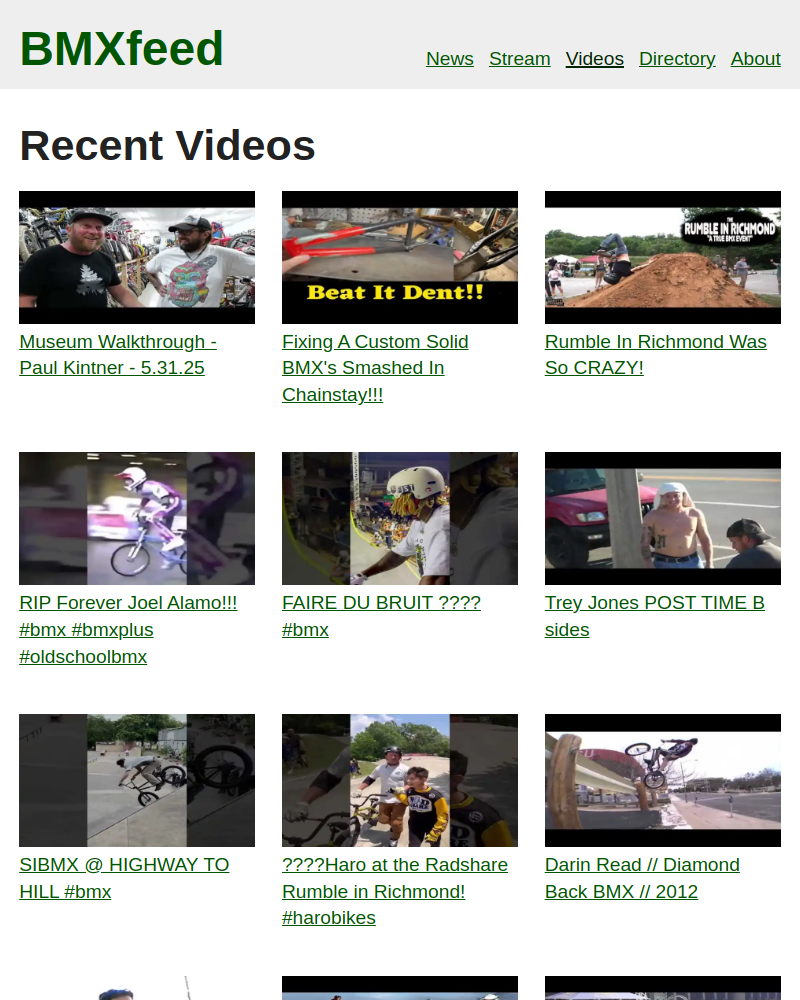 BMXfeed
News Stream Videos Directory About
Recent Videos
Beat It Dent!!
THE
RUMBLE IN RICHMOND
"A TRUE BMX EVENT"
Museum Walkthrough -
Paul Kintner - 5.31.25
Fixing A Custom Solid
BMX's Smashed In
Chainstay!!!
Rumble In Richmond Was
So CRAZY!
RIP Forever Joel Alamo!!!
#bmx #bmxplus
#oldschoolbmx
FAIRE DU BRUIT ????
#bmx
Trey Jones POST TIME B
sides
SIBMX @ HIGHWAY TO
HILL #bmx
????Haro at the Radshare
Rumble in Richmond!
#harobikes
Darin Read // Diamond
Back BMX // 2012